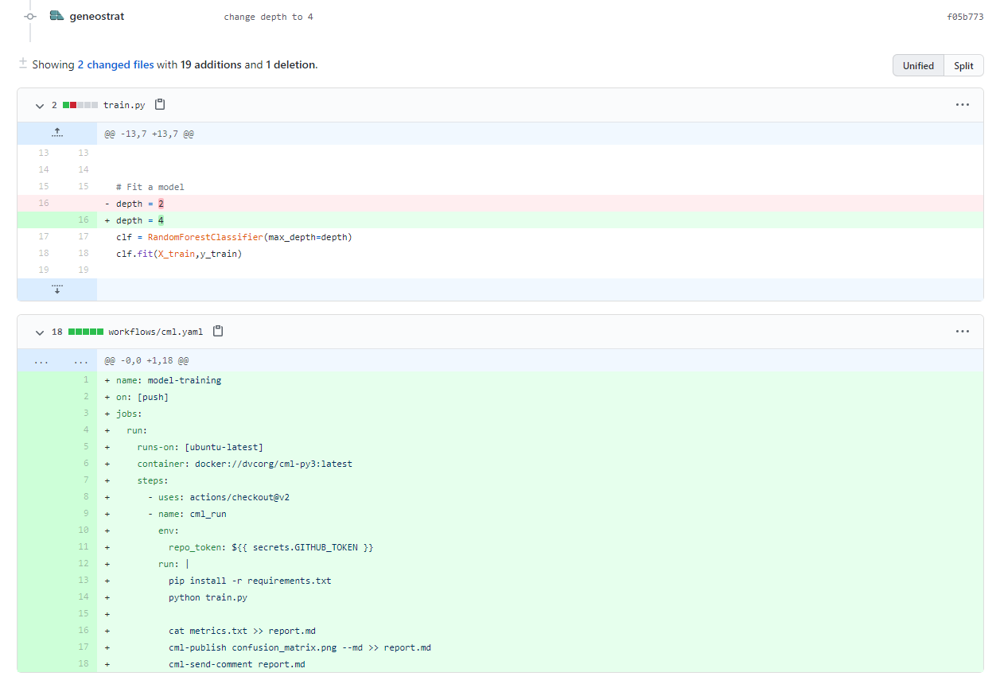 geneostrat change depth to 4 f05b773
Showing 2 changed files with 19 additions and 1 deletion. Unified Split
2 train.py
@@ -13,7 +13,7 @@
13 13
14 14
15 15 # Fit a model
16 - depth = 2
16 + depth = 4
17 17 clf = RandomForestClassifier(max_depth=depth)
18 18 clf.fit(X_train,y_train)
19 19
18 workflows/cml.yaml
... ... @@ -0,0 +1,18 @@
1 + name: model-training
2 + on: [push]
3 + jobs:
4 +   run:
5 +     runs-on: [ubuntu-latest]
6 +     container: docker://dvcorg/cml-py3:latest
7 +     steps:
8 +       - uses: actions/checkout@v2
9 +       - name: cml_run
10 +         env:
11 +           repo_token: ${{ secrets.GITHUB_TOKEN }}
12 +         run: |
13 +           pip install -r requirements.txt
14 +           python train.py
15 +
16 +           cat metrics.txt >> report.md
17 +           cml-publish confusion_matrix.png --md >> report.md
18 +           cml-send-comment report.md